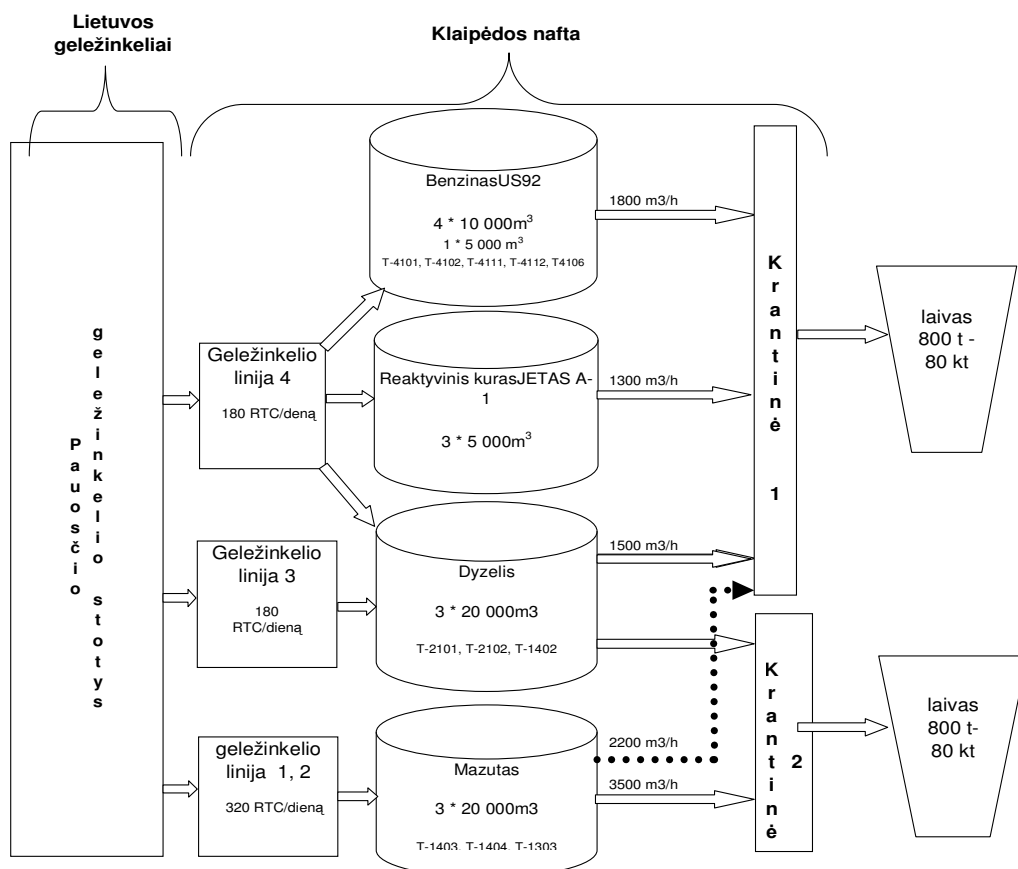 Lietuvos
geležinkeliai
Klaipėdos nafta
Pauosčio
geležinkelio stotys
Geležinkelio
linija 4
180 RTC/deną
Geležinkelio
linija 3
180
RTC/dieną
geležinkelio
linija 1, 2
320 RTC/dieną
BenzinasUS92
4 * 10 000m³
1 * 5 000 m³
T-4101, T-4102, T-4111, T-4112, T4106
Reaktyvinis kurasJETAS A-
1
3 * 5 000m³
Dyzelis
3 * 20 000m3
T-2101, T-2102, T-1402
Mazutas
3 * 20 000m3
T-1403, T-1404, T-1303
1800 m3/h
1300 m3/h
1500 m3/h
2200 m3/h
3500 m3/h
Krantinė 1
Krantinė 2
laivas
800 t -
80 kt
laivas
800 t-
80 kt